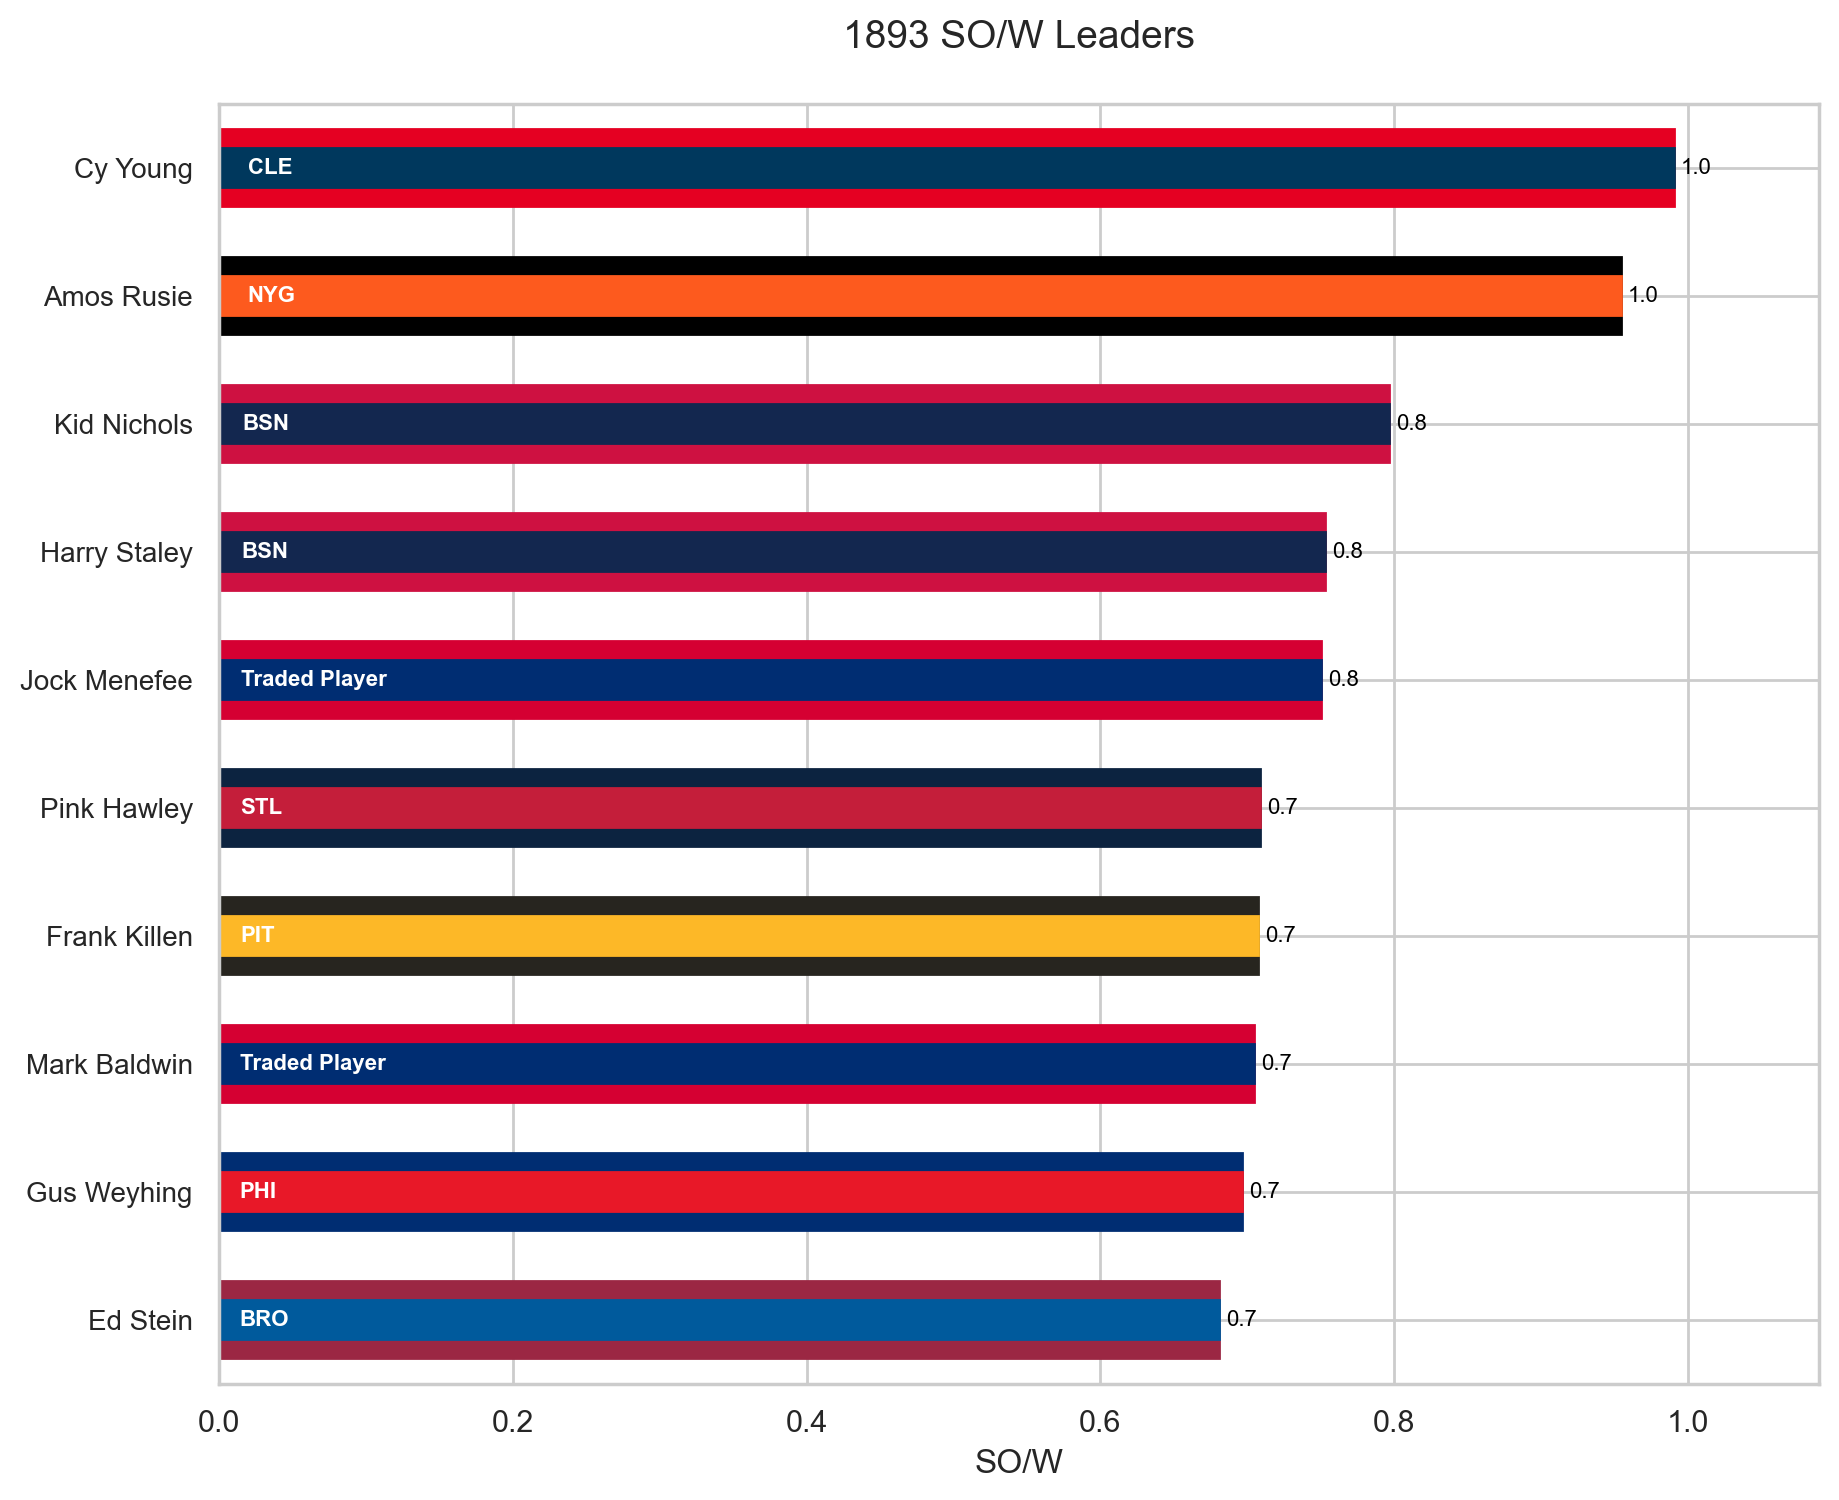 1893 SO/W Leaders
Cy Young
CLE
1.0
Amos Rusie
NYG
1.0
Kid Nichols
BSN
0.8
Harry Staley
BSN
0.8
Jock Menefee
Traded Player
0.8
Pink Hawley
STL
0.7
Frank Killen
PIT
0.7
Mark Baldwin
Traded Player
0.7
Gus Weyhing
PHI
0.7
Ed Stein
BRO
0.7
0.0 0.2 0.4 0.6 0.8 1.0
SO/W